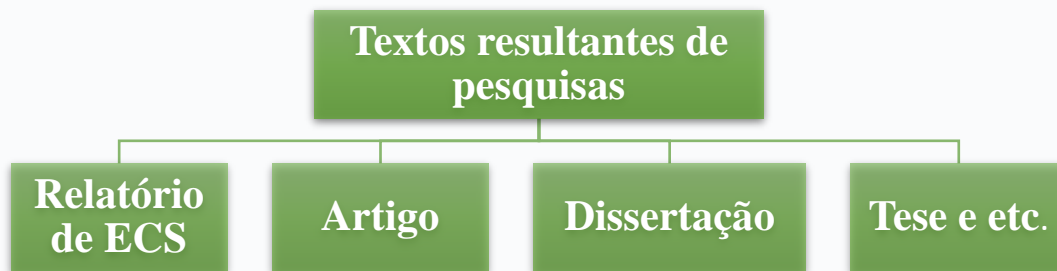 Textos resultantes de
pesquisas
Relatório
de ECS
Artigo
Dissertação
Tese e etc.